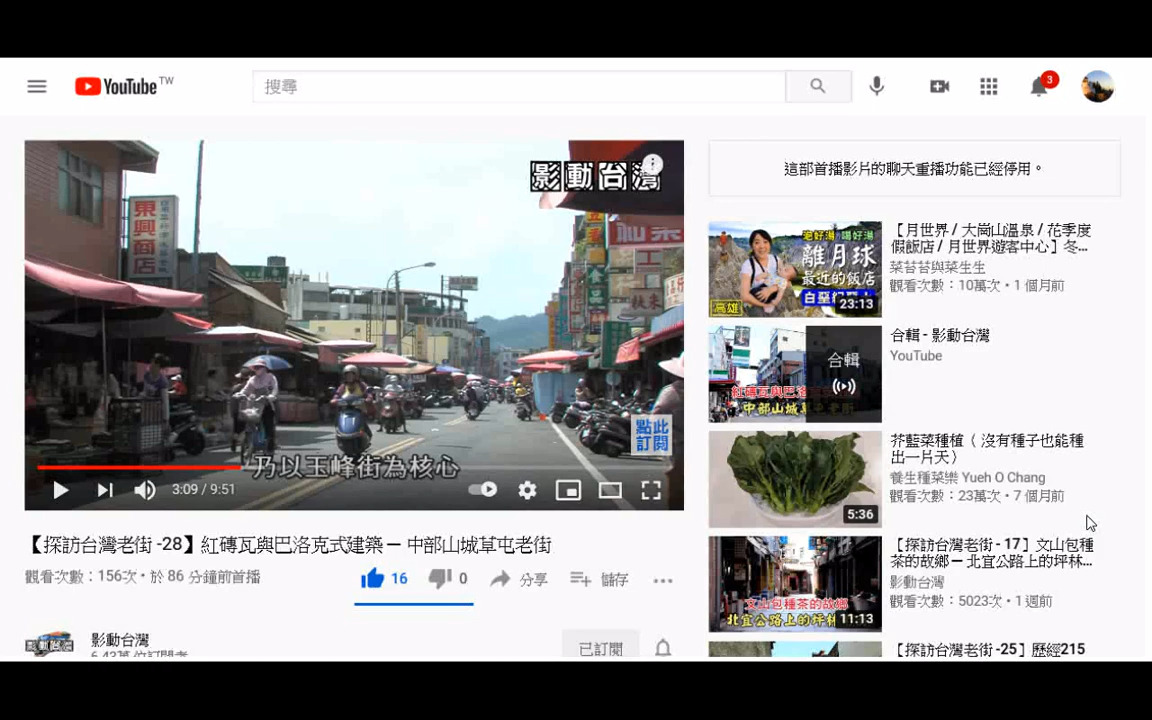 YouTube TW
搜尋
3
影動台灣
東興商店
點此
訂閱
乃以玉峰街為核心
3:09 / 9:51
【探訪台灣老街 -28】紅磚瓦與巴洛克式建築 — 中部山城草屯老街
觀看次數：156次 • 於 86 分鐘前首播
16
0
分享
儲存
影動台灣
已訂閱
這部首播影片的聊天重播功能已經停用。
泡好湯 喝好湯
離月球
最近的飯店
高雄
23:13
【月世界 / 大崗山溫泉 / 花季度
假飯店 / 月世界遊客中心】冬...
菜苔苔與菜生生
觀看次數：10萬次 • 1 個月前
合輯
合輯 - 影動台灣
YouTube
5:36
芥藍菜種植（ 沒有種子也能種
出一片天）
養生種菜樂 Yueh O Chang
觀看次數：23萬次 • 7 個月前
文山包種茶的故鄉
北宜公路上的坪林
11:13
【探訪台灣老街 - 17】文山包種
茶的故鄉 — 北宜公路上的坪林...
影動台灣
觀看次數：5023次 • 1 週前
【探訪台灣老街 -25】歷經215